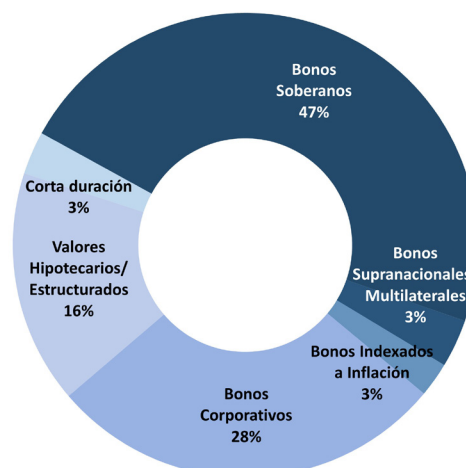 Bonos
Soberanos
47%
Bonos
Supranacionales
Multilaterales
3%
Bonos Indexados
a Inflación
3%
Bonos
Corporativos
28%
Valores
Hipotecarios/
Estructurados
16%
Corta duración
3%